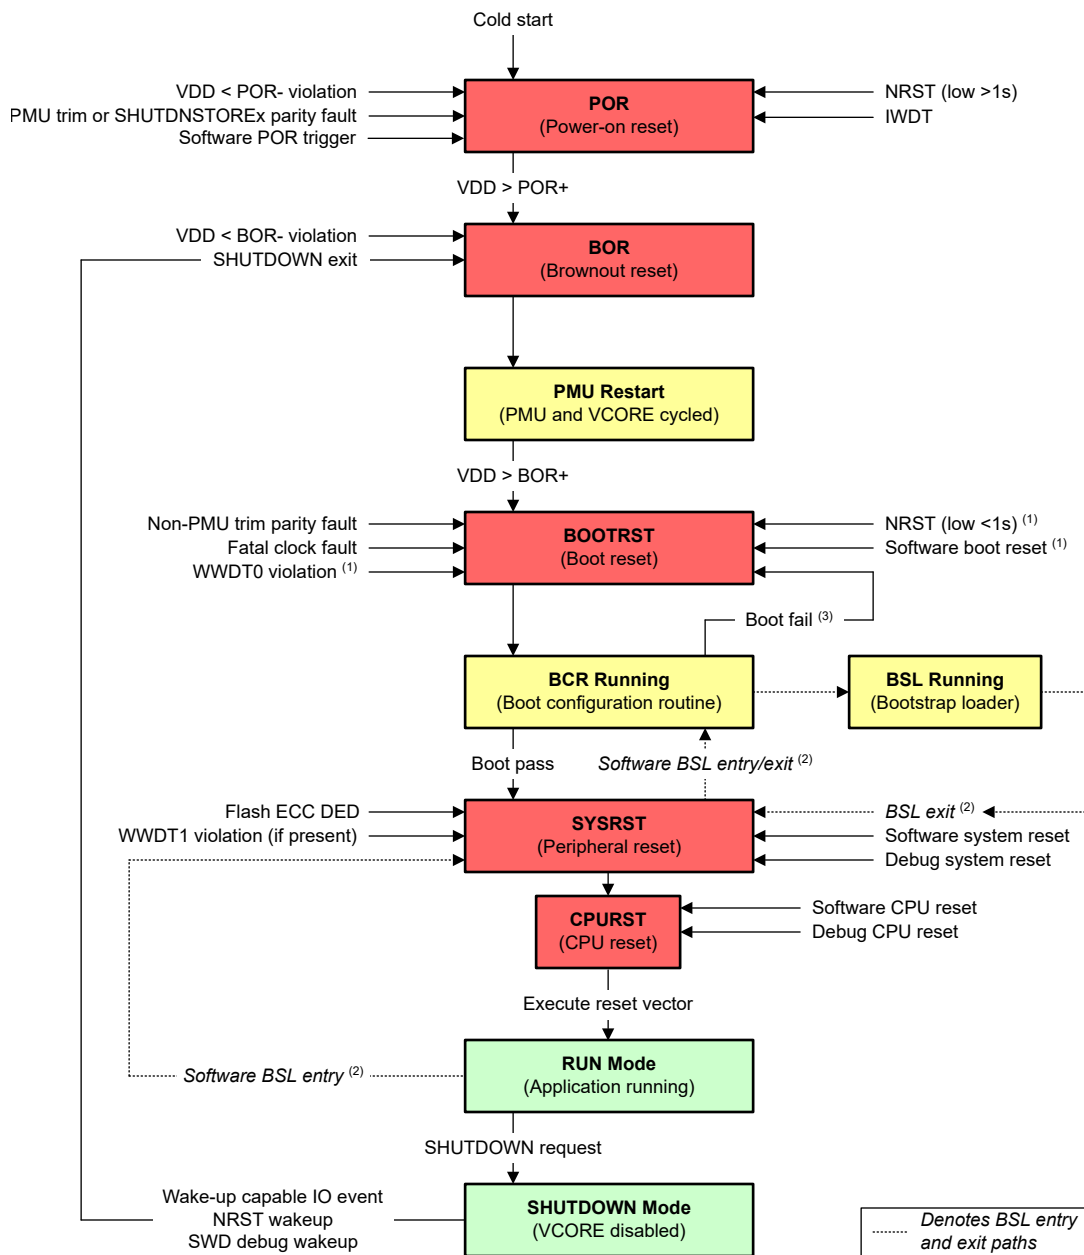 Cold start
VDD < POR- violation
PMU trim or SHUTDNSTOREx parity fault
Software POR trigger
POR
(Power-on reset)
NRST (low >1s)
IWDT
VDD > POR+
VDD < BOR- violation
SHUTDOWN exit
BOR
(Brownout reset)
PMU Restart
(PMU and VCORE cycled)
VDD > BOR+
Non-PMU trim parity fault
Fatal clock fault
WWDT0 violation (1)
BOOTRST
(Boot reset)
NRST (low <1s) (1)
Software boot reset (1)
Boot fail (3)
BCR Running
(Boot configuration routine)
BSL Running
(Bootstrap loader)
Boot pass
Software BSL entry/exit (2)
Flash ECC DED
WWDT1 violation (if present)
SYSRST
(Peripheral reset)
BSL exit (2)
Software system reset
Debug system reset
CPURST
(CPU reset)
Software CPU reset
Debug CPU reset
Execute reset vector
Software BSL entry (2)
RUN Mode
(Application running)
SHUTDOWN request
Wake-up capable IO event
NRST wakeup
SWD debug wakeup
SHUTDOWN Mode
(VCORE disabled)
Denotes BSL entry
and exit paths